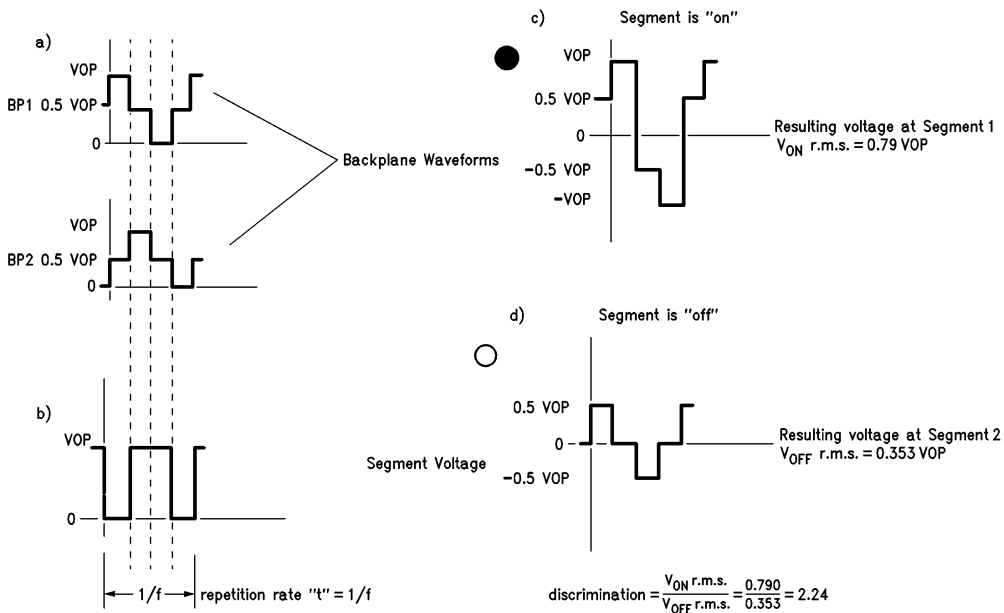 a)
VOP
BP1 0.5 VOP
0
Backplane Waveforms
VOP
BP2 0.5 VOP
0
b)
VOP
0
Segment Voltage
1/f
repetition rate "t" = 1/f
c)
Segment is "on"
VOP
0.5 VOP
0
-0.5 VOP
-VOP
Resulting voltage at Segment 1
VON r.m.s. = 0.79 VOP
d)
Segment is "off"
0.5 VOP
0
-0.5 VOP
Resulting voltage at Segment 2
VOFF r.m.s. = 0.353 VOP
discrimination = VON r.m.s. / VOFF r.m.s. = 0.790 / 0.353 = 2.24